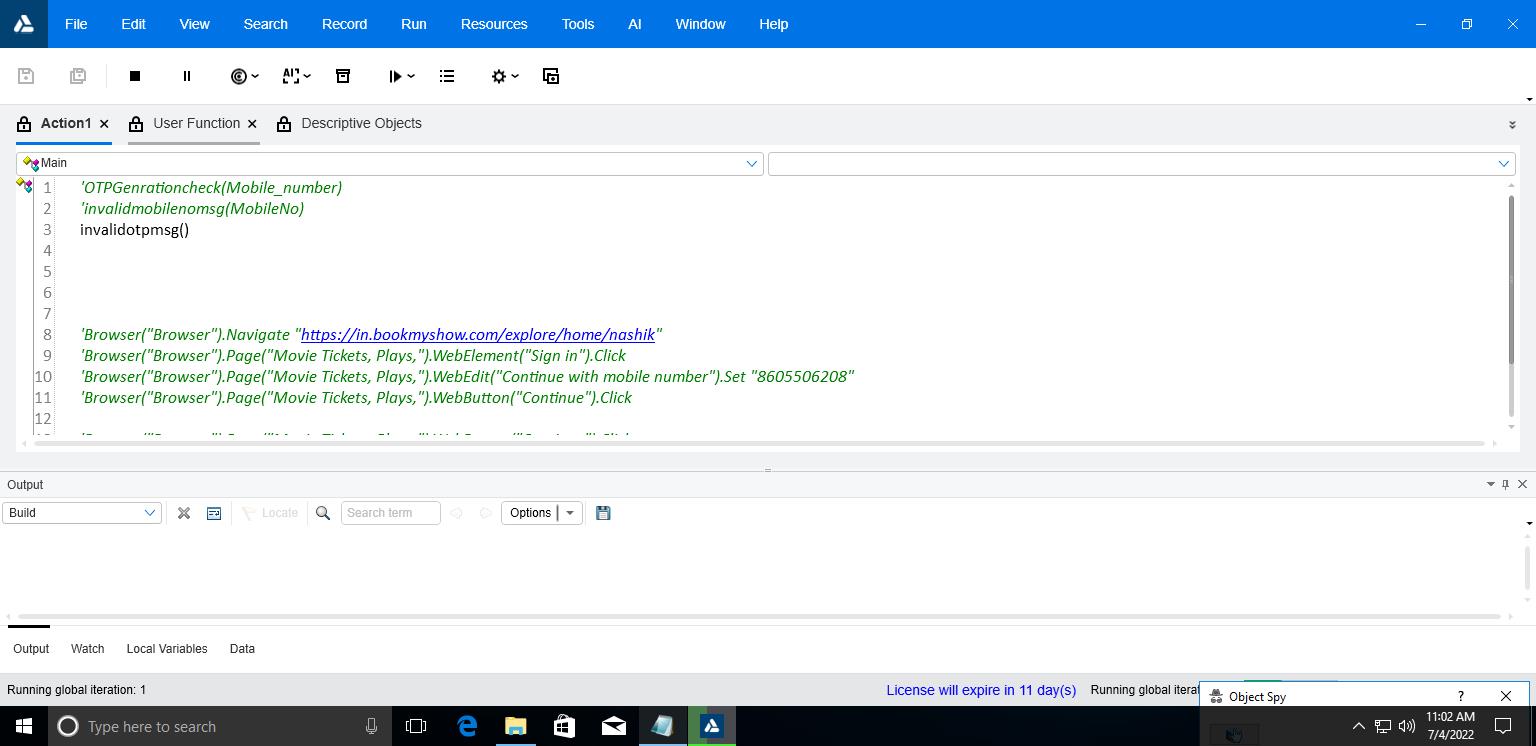 File Edit View Search Record Run Resources Tools AI Window Help
Action1 User Function Descriptive Objects
Main
1 'OTPGenrationcheck(Mobile_number)
2 'invalidmobilenomsg(MobileNo)
3 invalidotpmsg()
4
5
6
7
8 'Browser("Browser").Navigate "https://in.bookmyshow.com/explore/home/nashik"
9 'Browser("Browser").Page("Movie Tickets, Plays,").WebElement("Sign in").Click
10 'Browser("Browser").Page("Movie Tickets, Plays,").WebEdit("Continue with mobile number").Set "8605506208"
11 'Browser("Browser").Page("Movie Tickets, Plays,").WebButton("Continue").Click
12
Output
Build Locate Search term Options
Output Watch Local Variables Data
Running global iteration: 1 License will expire in 11 day(s) Running global
Object Spy ?
Type here to search 11:02 AM
7/4/2022